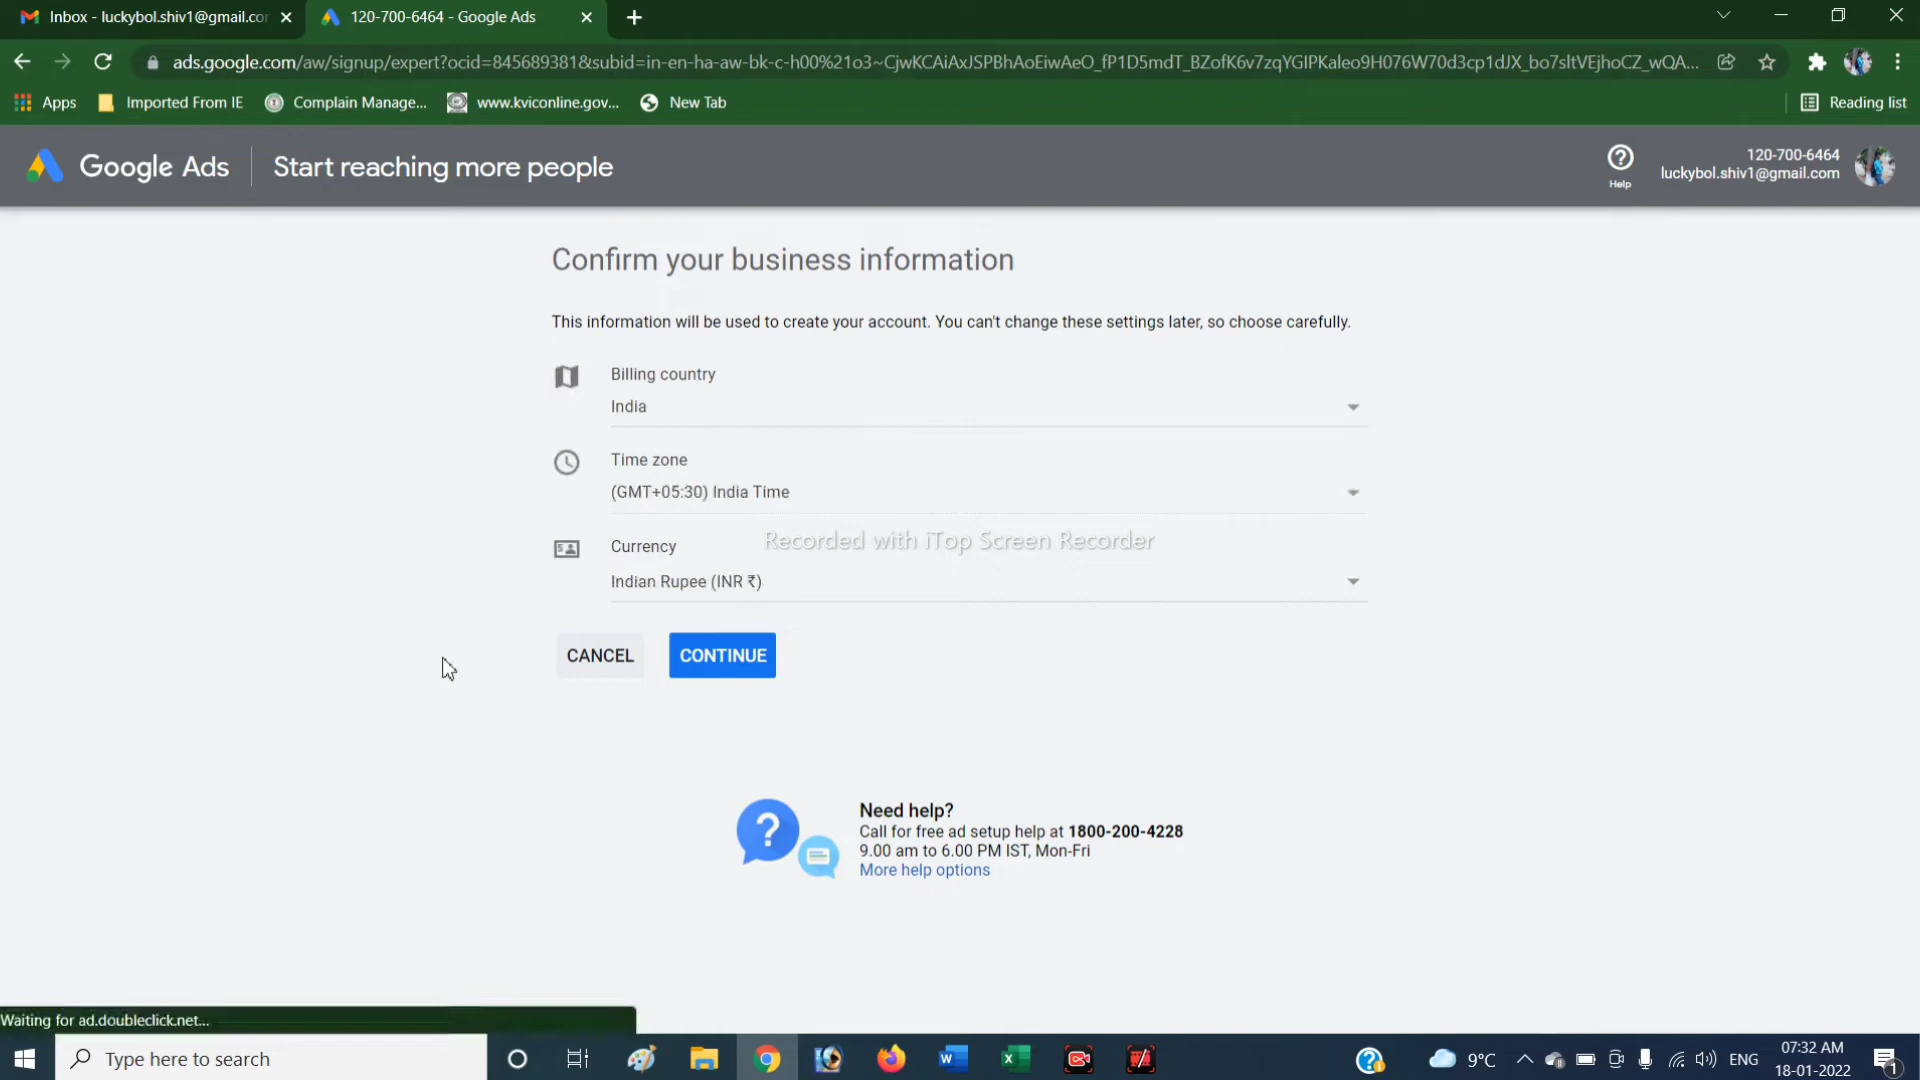 Inbox - luckybol.shiv1@gmail.co
120-700-6464 - Google Ads
ads.google.com/aw/signup/expert?ocid=845689381&subid=in-en-ha-aw-bk-c-h00%21o3~CjwKCAiAxJSPBhAoEiwAeO_fP1D5mdT_BZofK6v7zqYGIPKaleo9H076W70d3cp1dJX_bo7sltVEjhoCZ_wQA...
Apps
Imported From IE
Complain Manage...
www.kviconline.gov...
New Tab
Reading list
Google Ads
Start reaching more people
Help
120-700-6464
luckybol.shiv1@gmail.com
Confirm your business information
This information will be used to create your account. You can't change these settings later, so choose carefully.
Billing country
India
Time zone
(GMT+05:30) India Time
Recorded with iTop Screen Recorder
Currency
Indian Rupee (INR ₹)
CANCEL
CONTINUE
Need help?
Call for free ad setup help at 1800-200-4228
9.00 am to 6.00 PM IST, Mon-Fri
More help options
Waiting for ad.doubleclick.net...
Type here to search
9°C
ENG
07:32 AM
18-01-2022
1